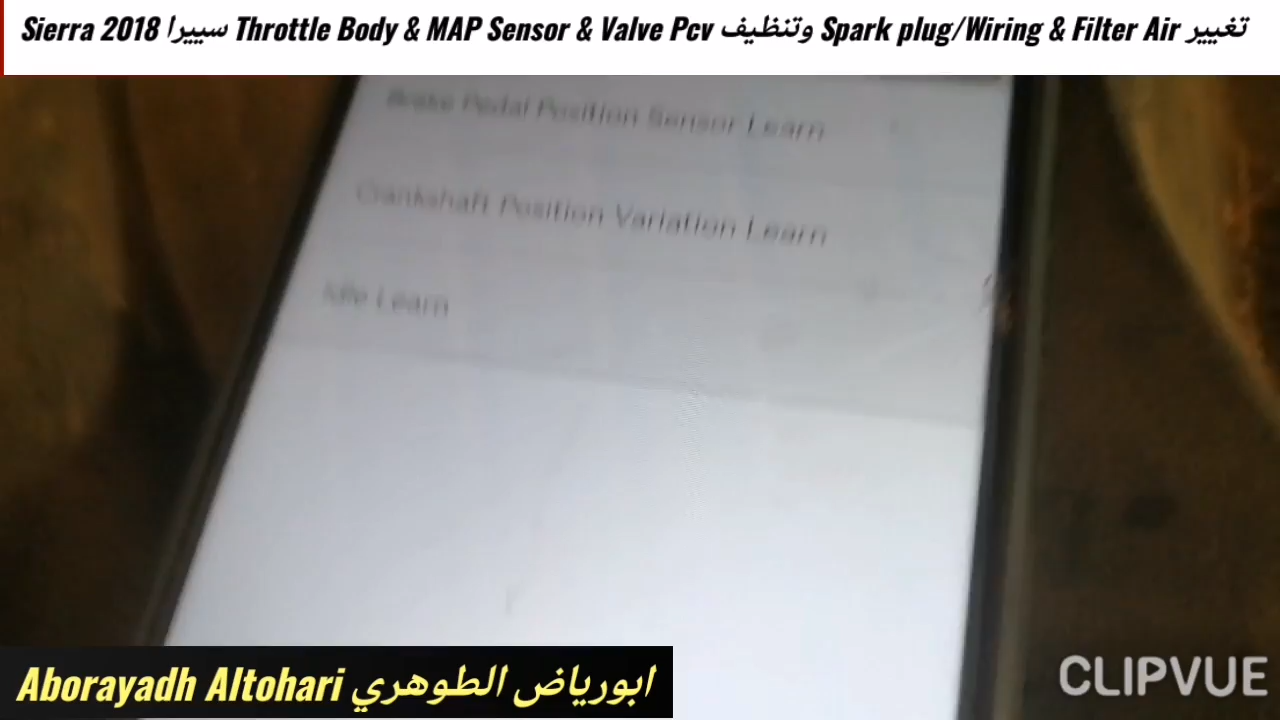 تغيير Spark plug/Wiring & Filter Air وتنظيف Throttle Body & MAP Sensor & Valve Pcv سييرا Sierra 2018
Brake Pedal Position Sensor Learn
Crankshaft Position Variation Learn
Idle Learn
Aborayadh Altohari ابورياض الطوهري
CLIPVUE